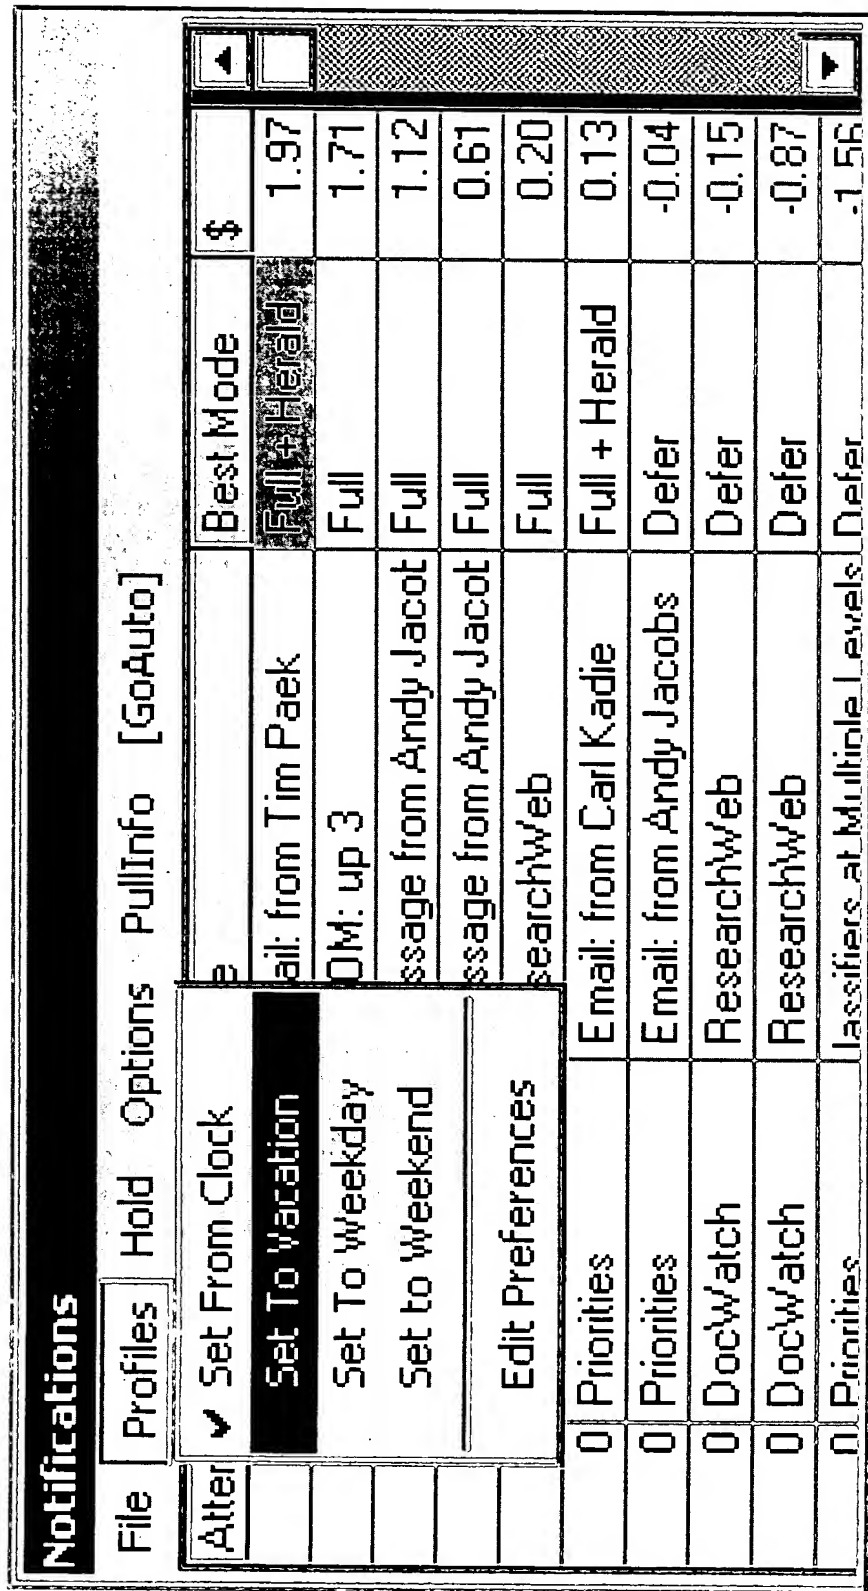 Notifications
File Profiles Hold Options PullInfo [GoAuto]
Atter e Best Mode $
✔ Set From Clock
Set To Vacation
Set To Weekday
Set to Weekend
Edit Preferences
ail: from Tim Paek Full + Herald 1.97
OM: up 3 Full 1.71
ssage from Andy Jacot Full 1.12
ssage from Andy Jacot Full 0.61
searchWeb Full 0.20
0 Priorities Email: from Carl Kadie Full + Herald 0.13
0 Priorities Email: from Andy Jacobs Defer -0.04
0 DocWatch ResearchWeb Defer -0.15
0 DocWatch ResearchWeb Defer -0.87
0 Priorities lassifiers at Multiple Levels Defer -1.56